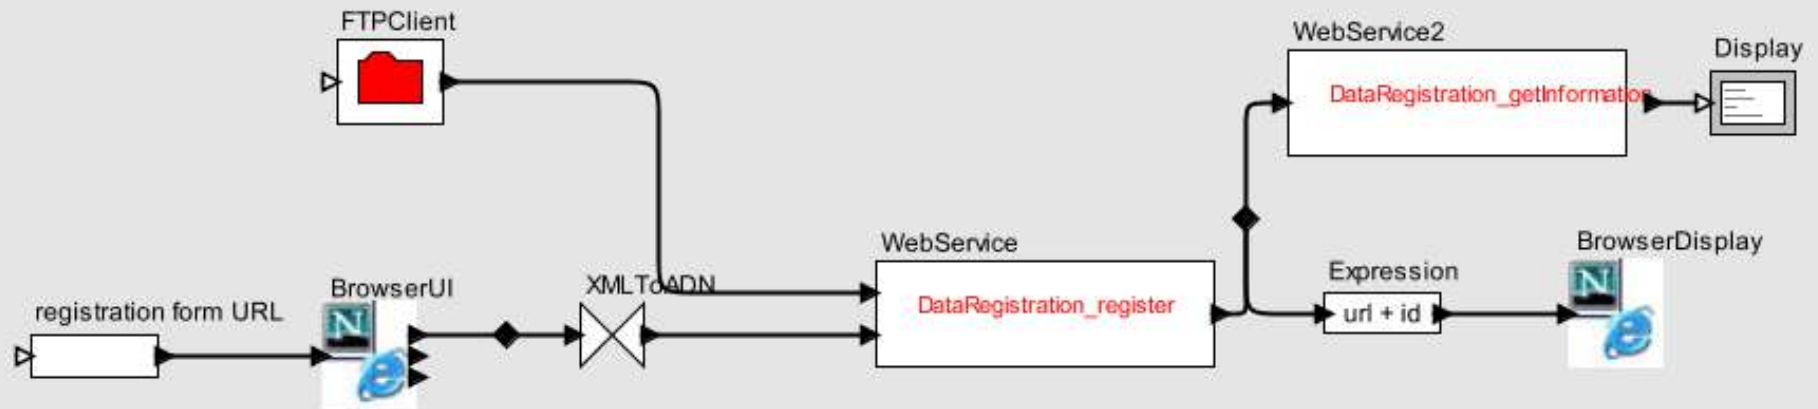 FTPClient
WebService2
Display
DataRegistration_getInformation
WebService
BrowserDisplay
XMLToADN
Expression
BrowserUI
registration form URL
DataRegistration_register
url + id
N
N